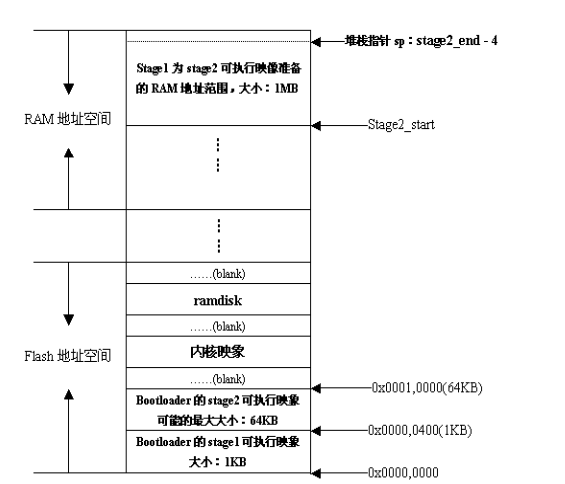 堆栈指针 sp：stage2_end - 4
Stage1 为 stage2 可执行映像准备
的 RAM 地址范围，大小：1MB
RAM 地址空间
Stage2_start
……(blank)
ramdisk
……(blank)
内核映象
Flash 地址空间
……(blank)
0x0001,0000(64KB)
Bootloader 的 stage2 可执行映象
可能的最大大小：64KB
0x0000,0400(1KB)
Bootloader 的 stage1 可执行映象
大小：1KB
0x0000,0000